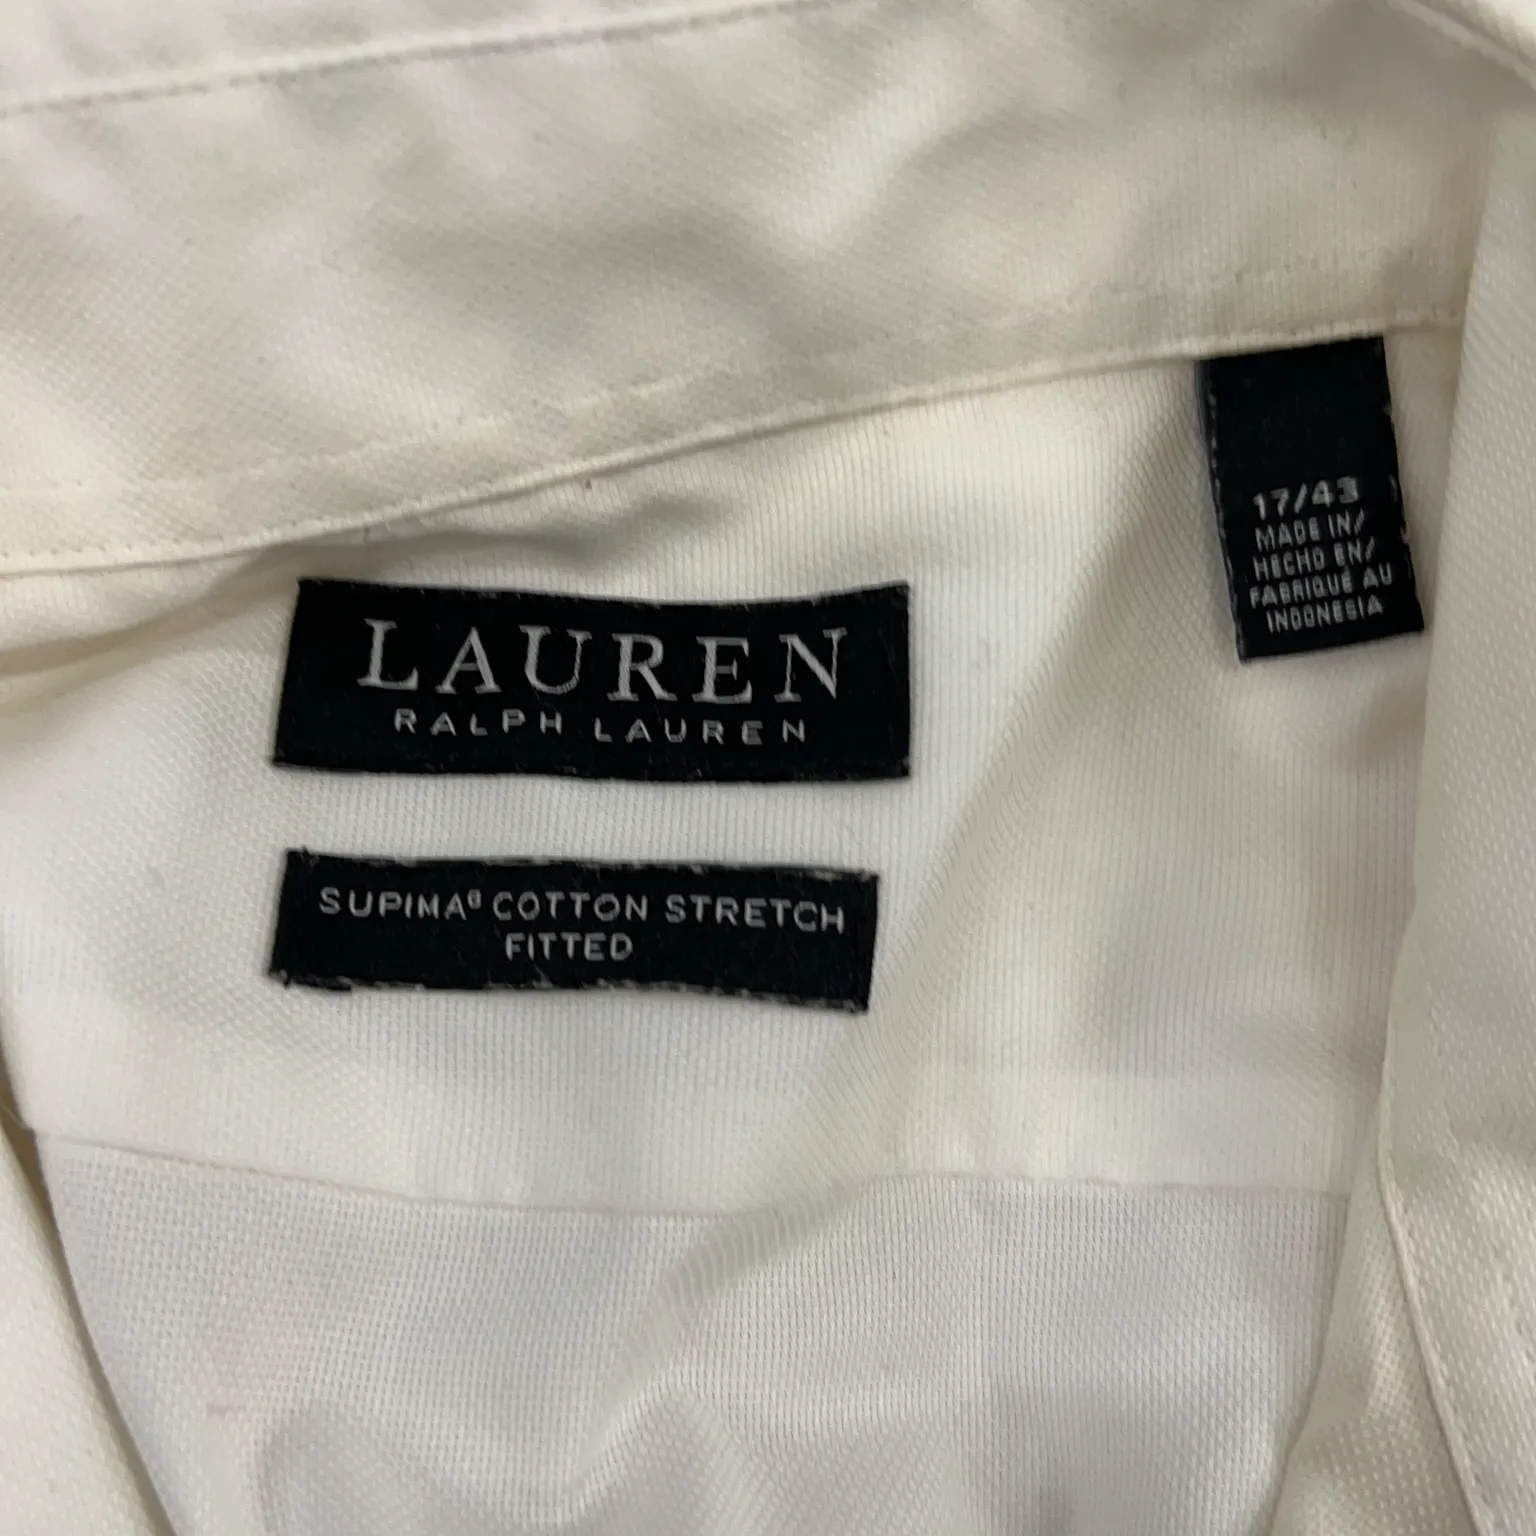 LAUREN
RALPH LAUREN
SUPIMA® COTTON STRETCH
FITTED
17/43
MADE IN/
HECHO EN/
FABRIQUÉ AU
INDONESIA